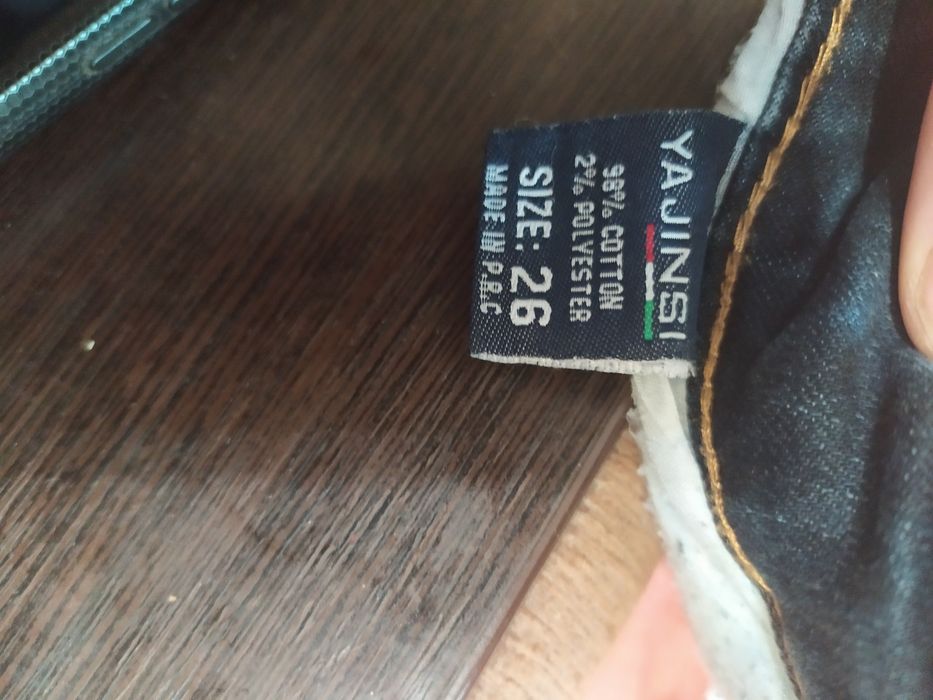 YAJINSI
98% COTTON
2% POLYESTER
SIZE: 26
MADE IN P.R.C